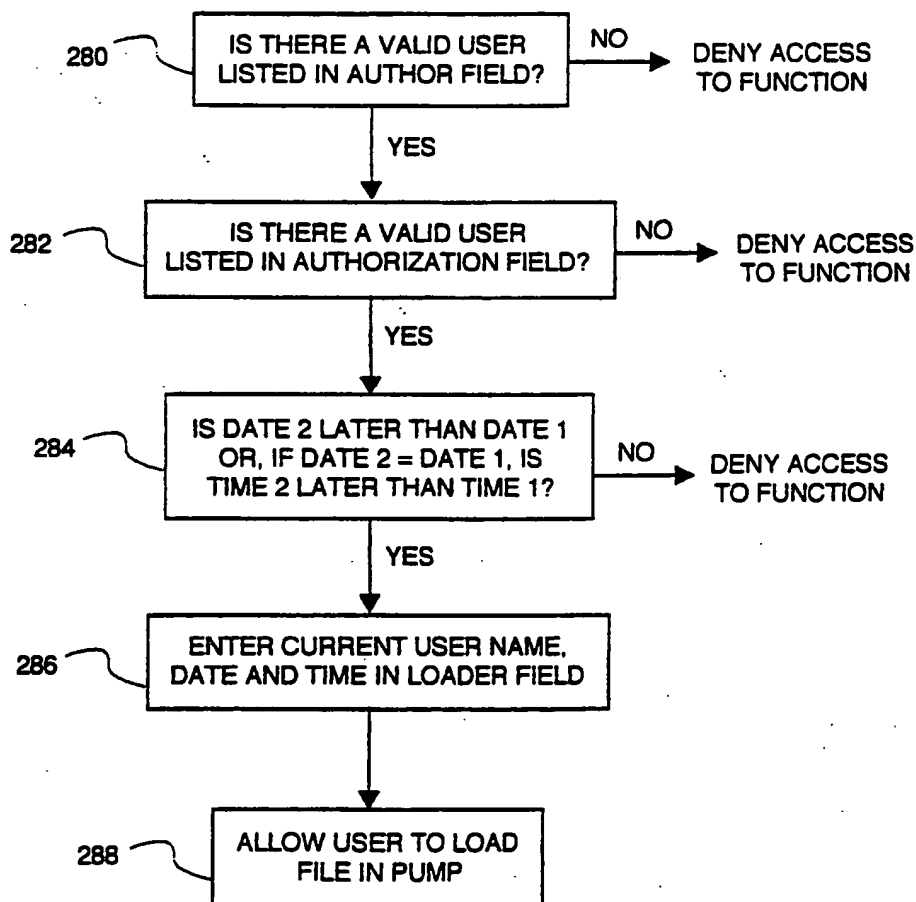 280
IS THERE A VALID USER
LISTED IN AUTHOR FIELD?
NO
DENY ACCESS
TO FUNCTION
YES
282
IS THERE A VALID USER
LISTED IN AUTHORIZATION FIELD?
NO
DENY ACCESS
TO FUNCTION
YES
284
IS DATE 2 LATER THAN DATE 1
OR, IF DATE 2 = DATE 1, IS
TIME 2 LATER THAN TIME 1?
NO
DENY ACCESS
TO FUNCTION
YES
286
ENTER CURRENT USER NAME,
DATE AND TIME IN LOADER FIELD
288
ALLOW USER TO LOAD
FILE IN PUMP